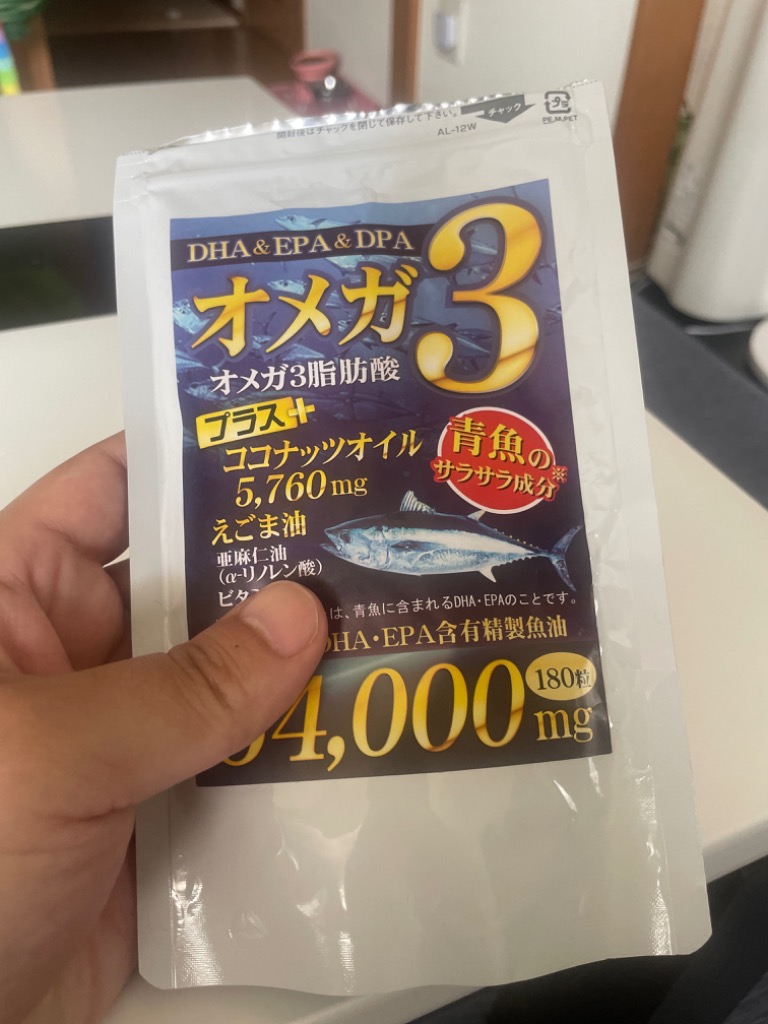 開封後はチャックを閉じて保存して下さい。
チャック
PE,M,PET
AL-12W
DHA&EPA&DPA
オメガ3
オメガ3脂肪酸
プラス+
ココナッツオイル
5,760mg
青魚の
サラサラ成分※
えごま油
亜麻仁油
(α-リノレン酸)
ビタ
は、青魚に含まれるDHA・EPAのことです。
DHA・EPA含有精製魚油
180粒
4,000mg